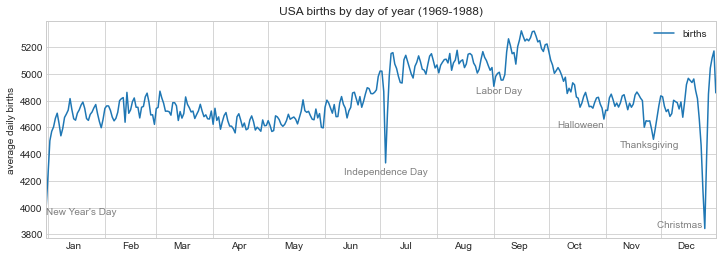 USA births by day of year (1969-1988)
births
average daily births
5200
5000
4800
4600
4400
4200
4000
3800
Labor Day
Halloween
Thanksgiving
Independence Day
New Year's Day
Christmas
Jan Feb Mar Apr May Jun Jul Aug Sep Oct Nov Dec